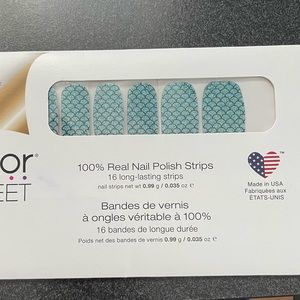 or®
EET
100% Real Nail Polish Strips
16 long-lasting strips
nail strips net wt 0.99 g / 0.035 oz ℮
Bandes de vernis
à ongles véritable à 100%
16 bandes de longue durée
Poids net des bandes de vernis 0.99 g / 0.035 oz ℮
Made in USA
Fabriquées aux
ÉTATS-UNIS